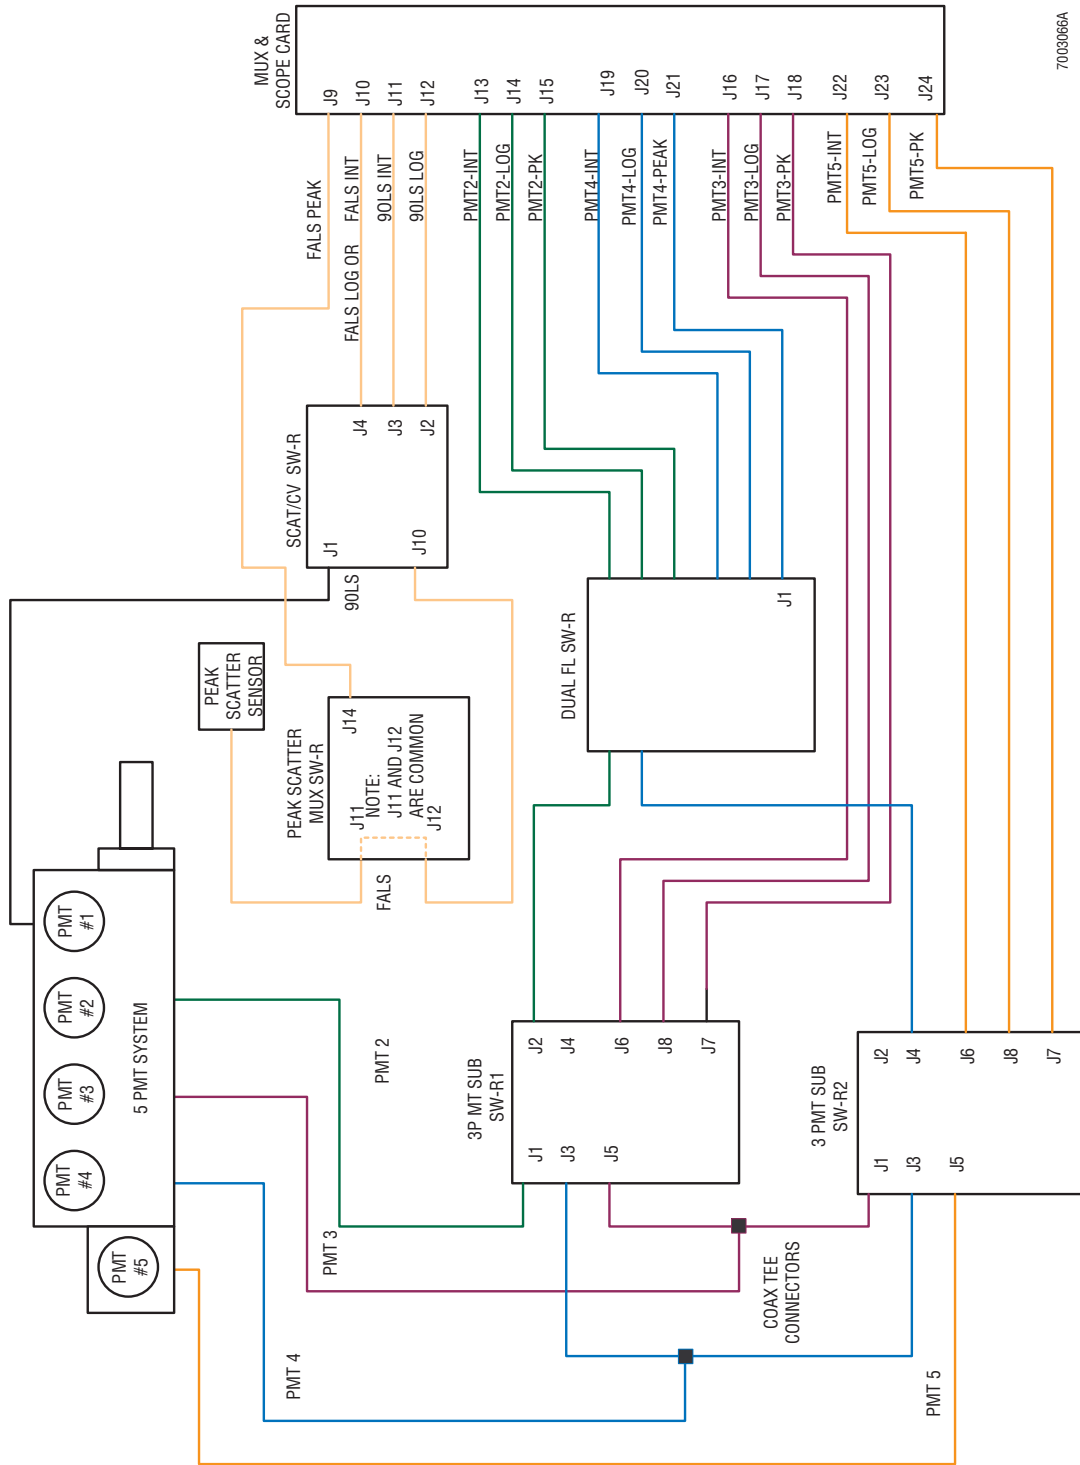 MUX &
SCOPE CARD
J9
J10
J11
J12
J13
J14
J15
J19
J20
J21
J16
J17
J18
J22
J23
J24
FALS PEAK
FALS LOG OR FALS INT
90LS INT
90LS LOG
PMT2-INT
PMT2-LOG
PMT2-PK
PMT4-INT
PMT4-LOG
PMT4-PEAK
PMT3-INT
PMT3-LOG
PMT3-PK
PMT5-INT
PMT5-LOG
PMT5-PK
SCAT/CV SW-R
J4
J3
J2
J1
J10
90LS
PEAK
SCATTER
SENSOR
PEAK SCATTER
MUX SW-R
J14
J11
NOTE:
J11 AND J12
ARE COMMON
J12
FALS
DUAL FL SW-R
J1
PMT
#1
PMT
#2
PMT
#3
PMT
#4
PMT
#5
5 PMT SYSTEM
PMT 2
PMT 3
PMT 4
PMT 5
3P MT SUB
SW-R1
J2
J4
J6
J8
J7
J1
J3
J5
3 PMT SUB
SW-R2
J2
J4
J6
J8
J7
J1
J3
J5
COAX TEE
CONNECTORS
7003066A